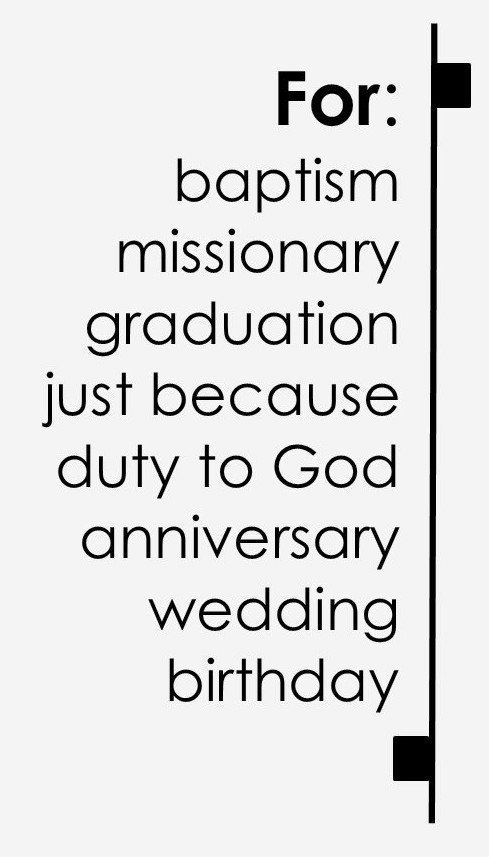 For:
baptism
missionary
graduation
just because
duty to God
anniversary
wedding
birthday